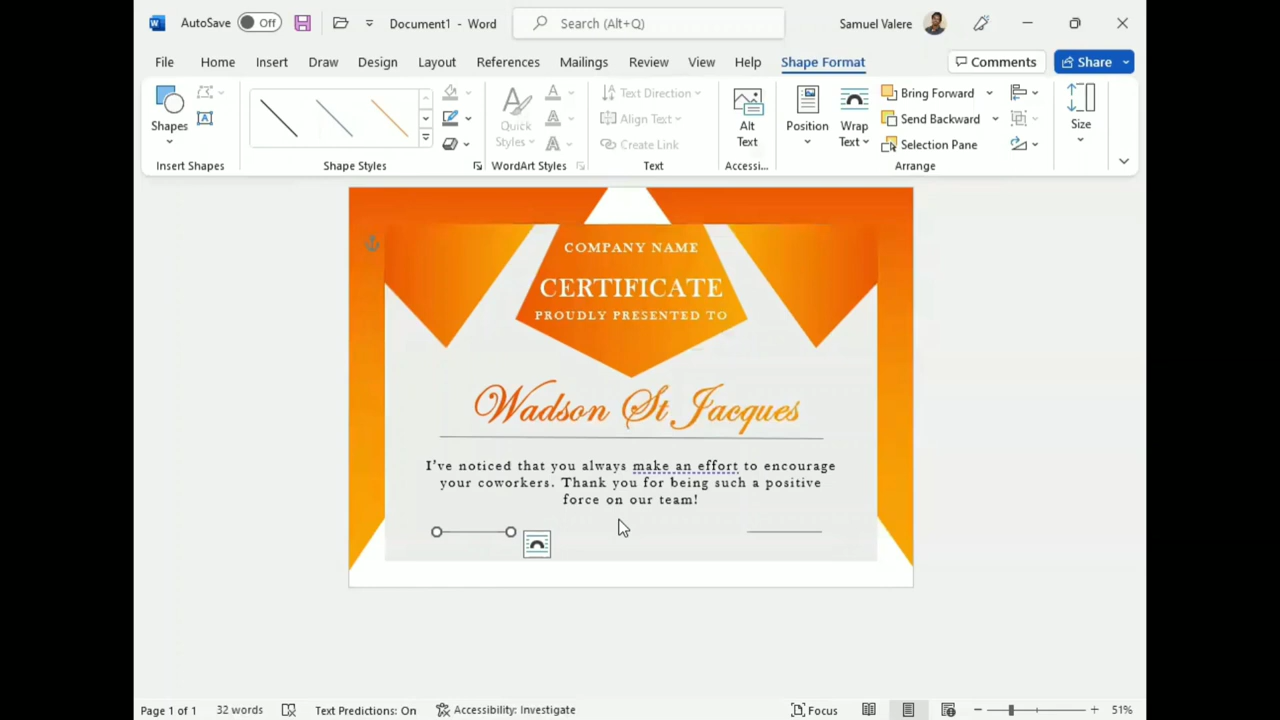 AutoSave Off Document1 - Word Search (Alt+Q) Samuel Valere
File Home Insert Draw Design Layout References Mailings Review View Help Shape Format Comments Share
Shapes
Insert Shapes
Shape Styles
Quick Styles
WordArt Styles
Text Direction
Align Text
Create Link
Text
Alt Text
Accessi...
Position
Wrap Text
Bring Forward
Send Backward
Selection Pane
Arrange
Size
COMPANY NAME
CERTIFICATE
PROUDLY PRESENTED TO
Wadson St Jacques
I've noticed that you always make an effort to encourage
your coworkers. Thank you for being such a positive
force on our team!
Page 1 of 1 32 words Text Predictions: On Accessibility: Investigate Focus 51%